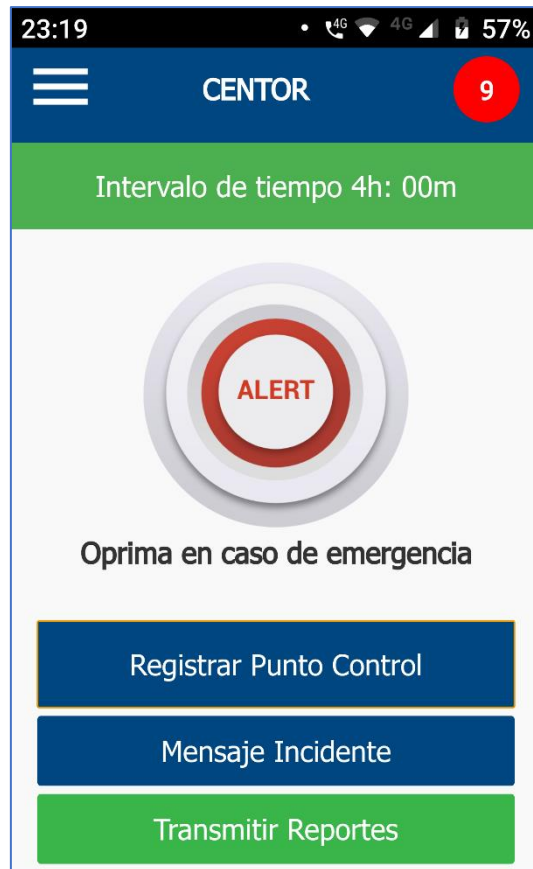 23:19 4G 4G 57%
CENTOR 9
Intervalo de tiempo 4h: 00m
ALERT
Oprima en caso de emergencia
Registrar Punto Control
Mensaje Incidente
Transmitir Reportes